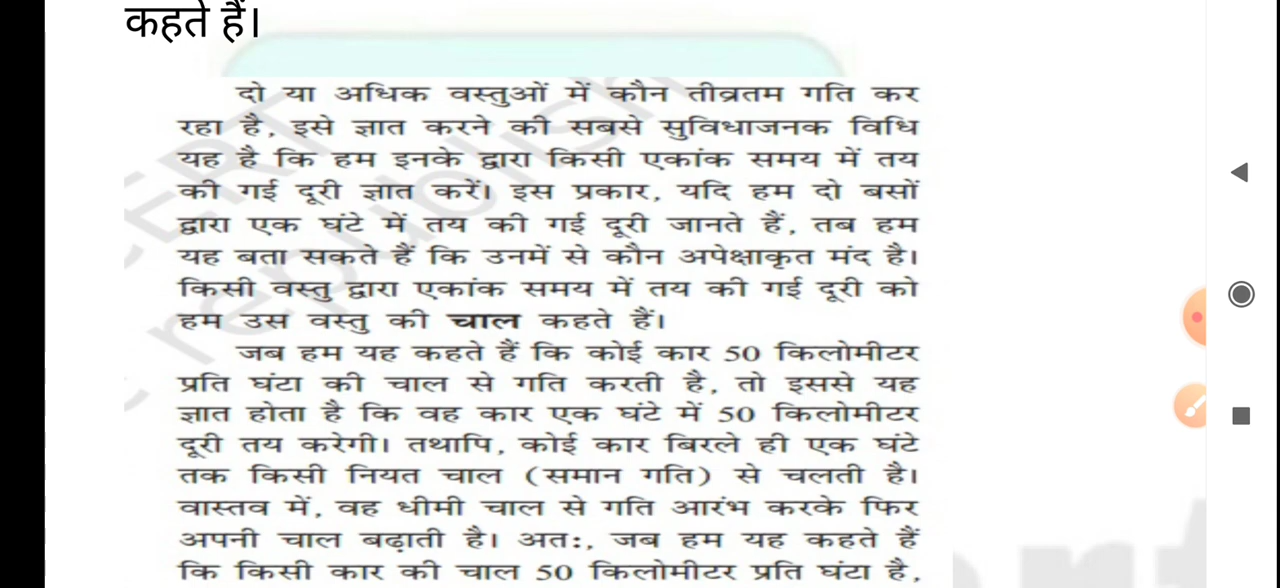 कहते हैं।
दो या अधिक वस्तुओं में कौन तीव्रतम गति कर
रहा है, इसे ज्ञात करने की सबसे सुविधाजनक विधि
यह है कि हम इनके द्वारा किसी एकांक समय में तय
की गई दूरी ज्ञात करें। इस प्रकार, यदि हम दो बसों
द्वारा एक घंटे में तय की गई दूरी जानते हैं, तब हम
यह बता सकते हैं कि उनमें से कौन अपेक्षाकृत मंद है।
किसी वस्तु द्वारा एकांक समय में तय की गई दूरी को
हम उस वस्तु की चाल कहते हैं।
जब हम यह कहते हैं कि कोई कार 50 किलोमीटर
प्रति घंटा की चाल से गति करती है, तो इससे यह
ज्ञात होता है कि वह कार एक घंटे में 50 किलोमीटर
दूरी तय करेगी। तथापि, कोई कार बिरले ही एक घंटे
तक किसी नियत चाल (समान गति) से चलती है।
वास्तव में, वह धीमी चाल से गति आरंभ करके फिर
अपनी चाल बढ़ाती है। अत:, जब हम यह कहते हैं
कि किसी कार की चाल 50 किलोमीटर प्रति घंटा है,